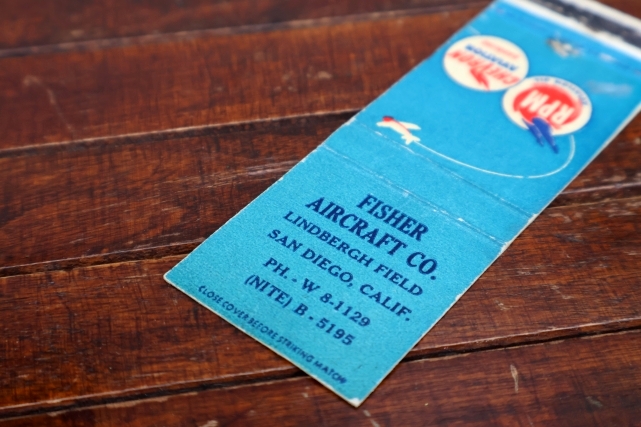 CHEVRON
AVIATION
RPM
FISHER
AIRCRAFT CO.
LINDBERGH FIELD
SAN DIEGO, CALIF.
PH. - W 8-1129
(NITE) B - 5195
CLOSE COVER BEFORE STRIKING MATCH